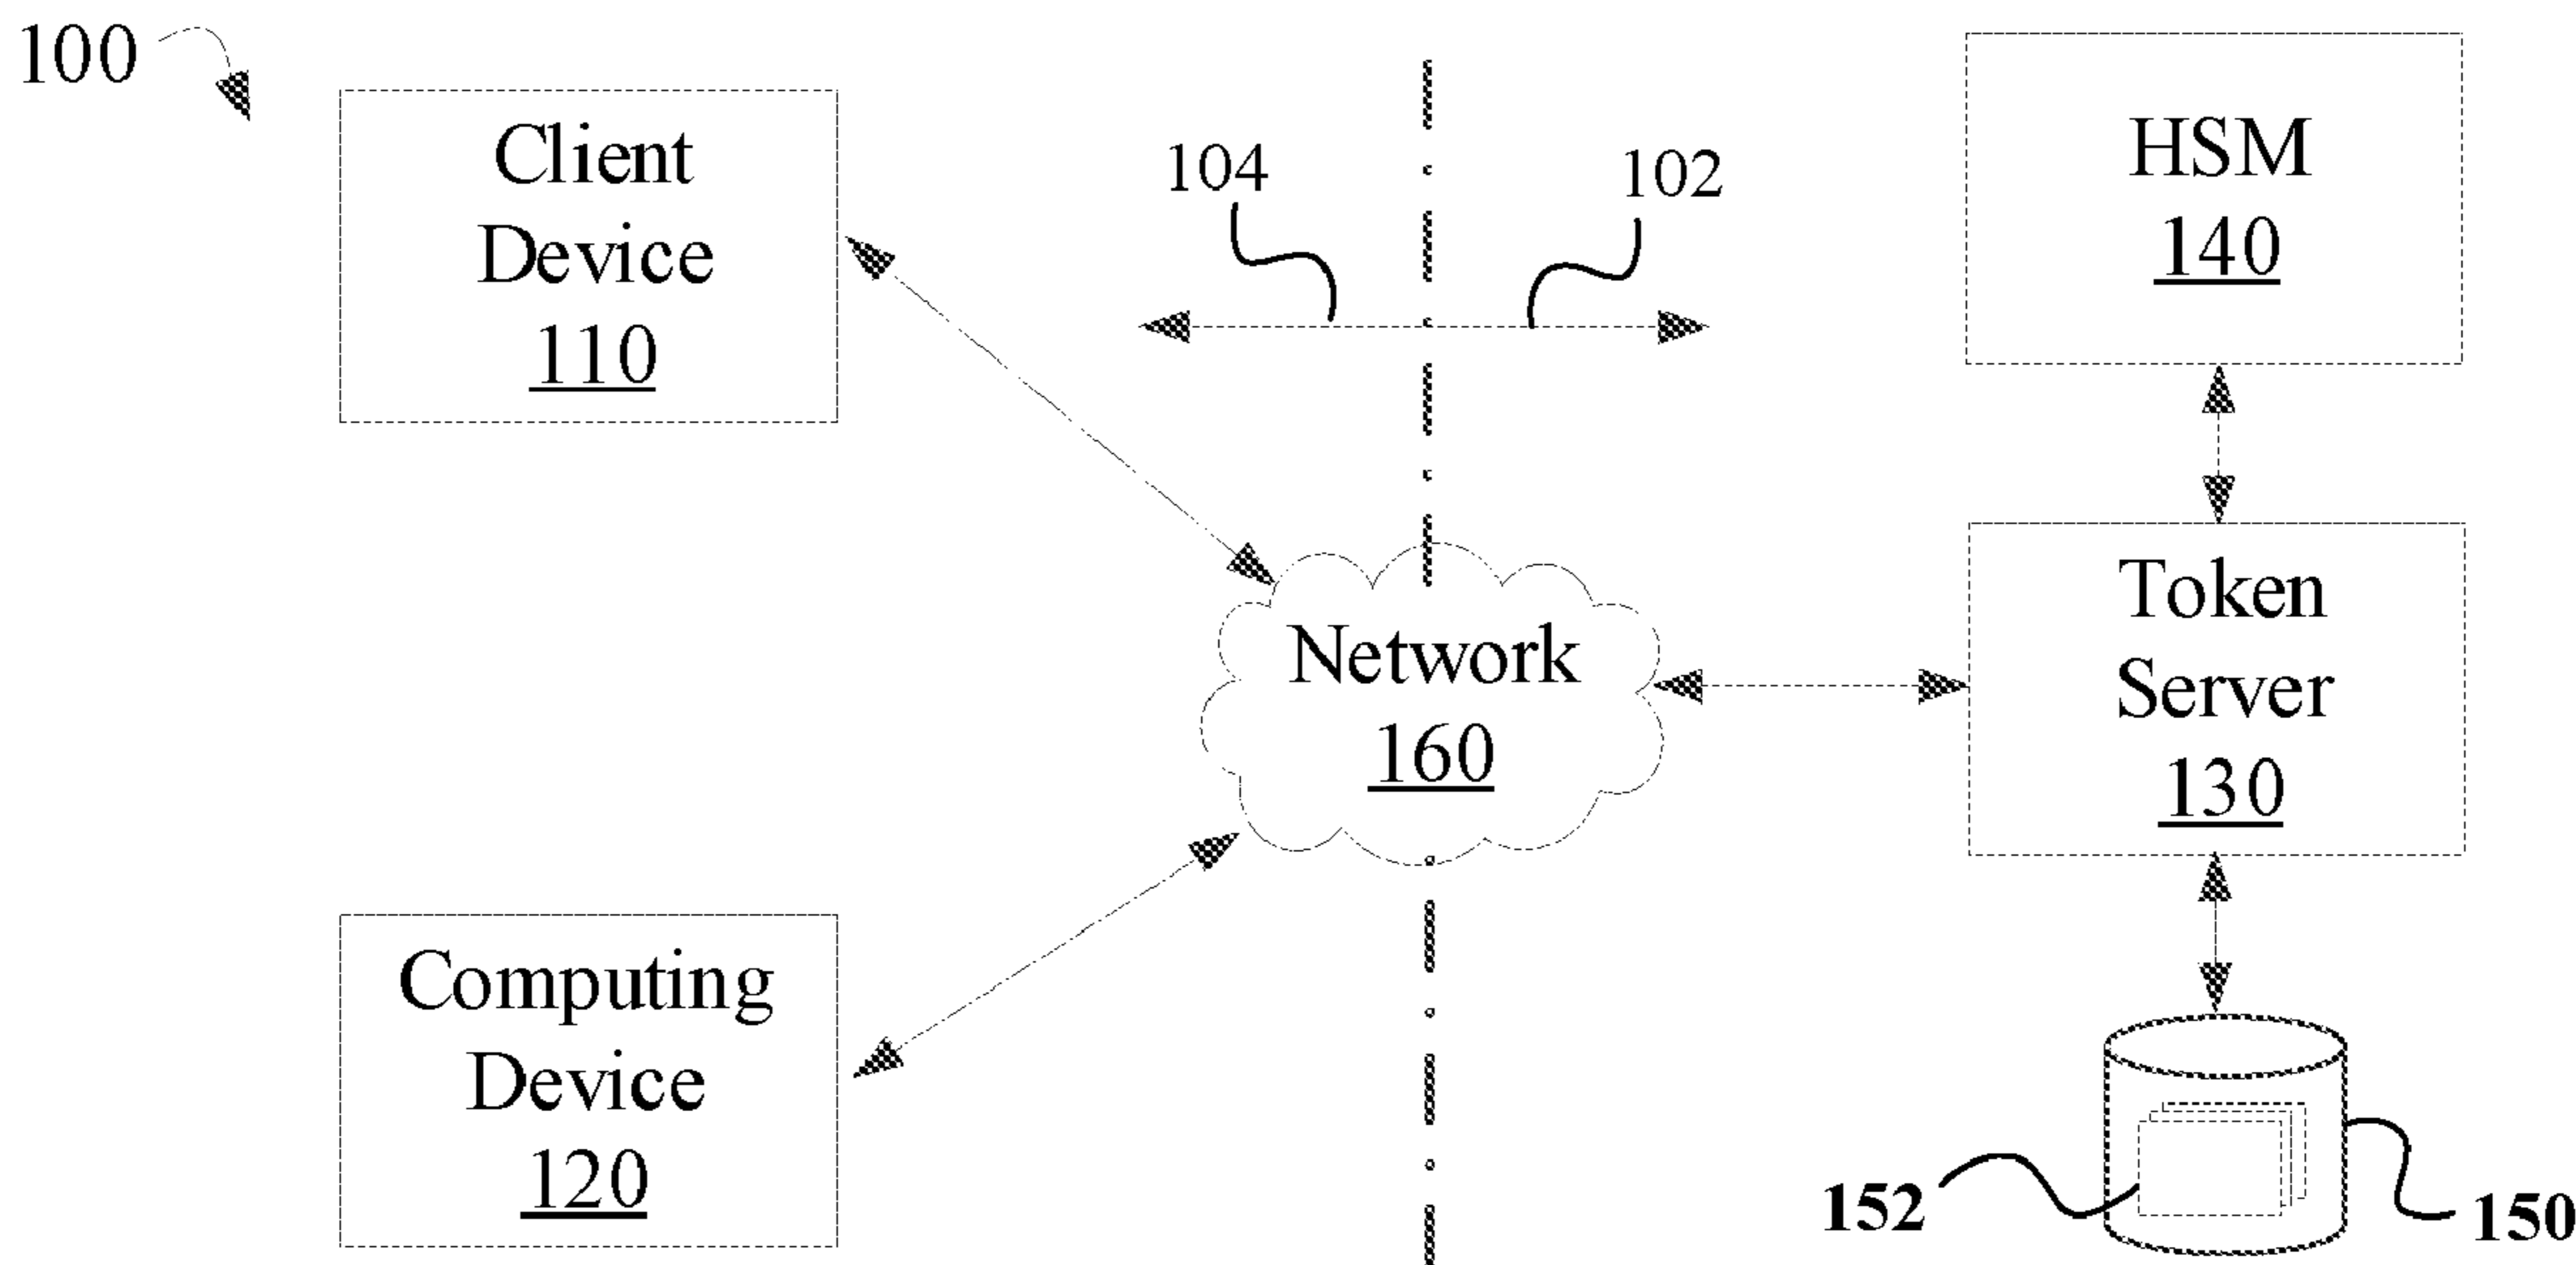 100
Client
Device
110
104
102
HSM
140
Network
160
Token
Server
130
Computing
Device
120
152
150